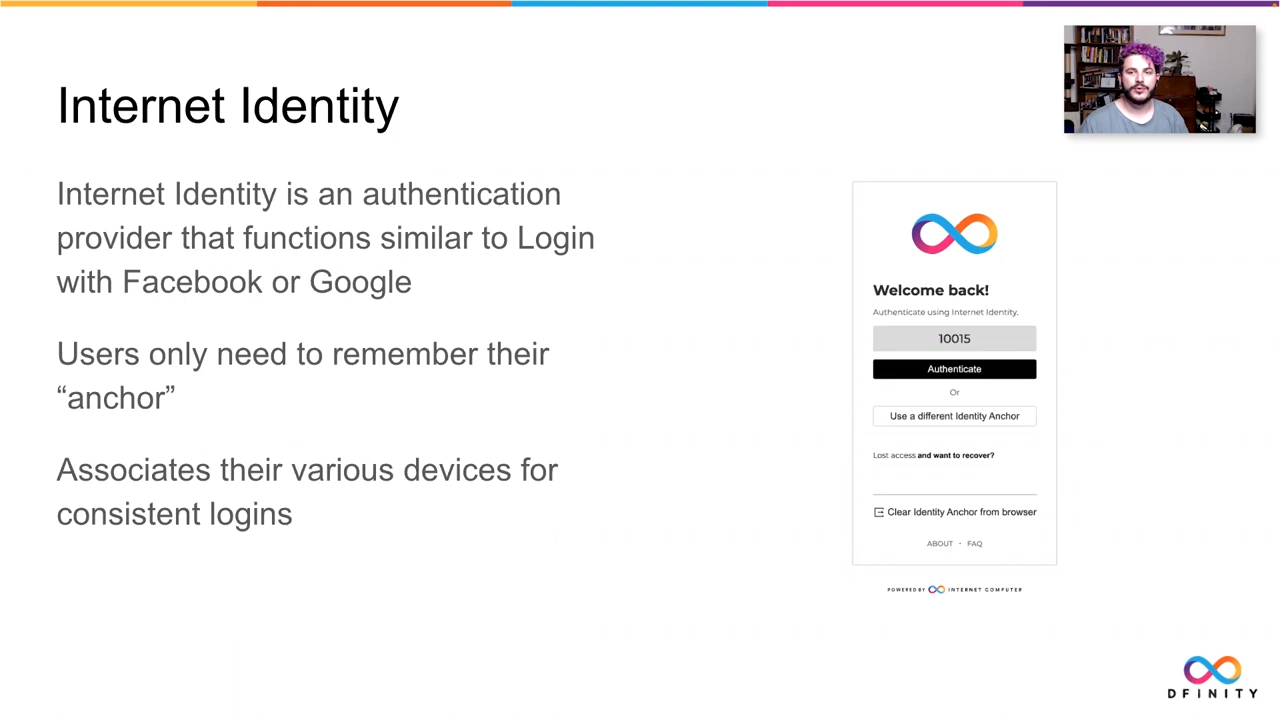 Internet Identity
Internet Identity is an authentication
provider that functions similar to Login
with Facebook or Google
Users only need to remember their
“anchor”
Associates their various devices for
consistent logins
Welcome back!
Authenticate using Internet Identity.
10015
Authenticate
Or
Use a different Identity Anchor
Lost access and want to recover?
Clear Identity Anchor from browser
ABOUT · FAQ
POWERED BY INTERNET COMPUTER
DFINITY